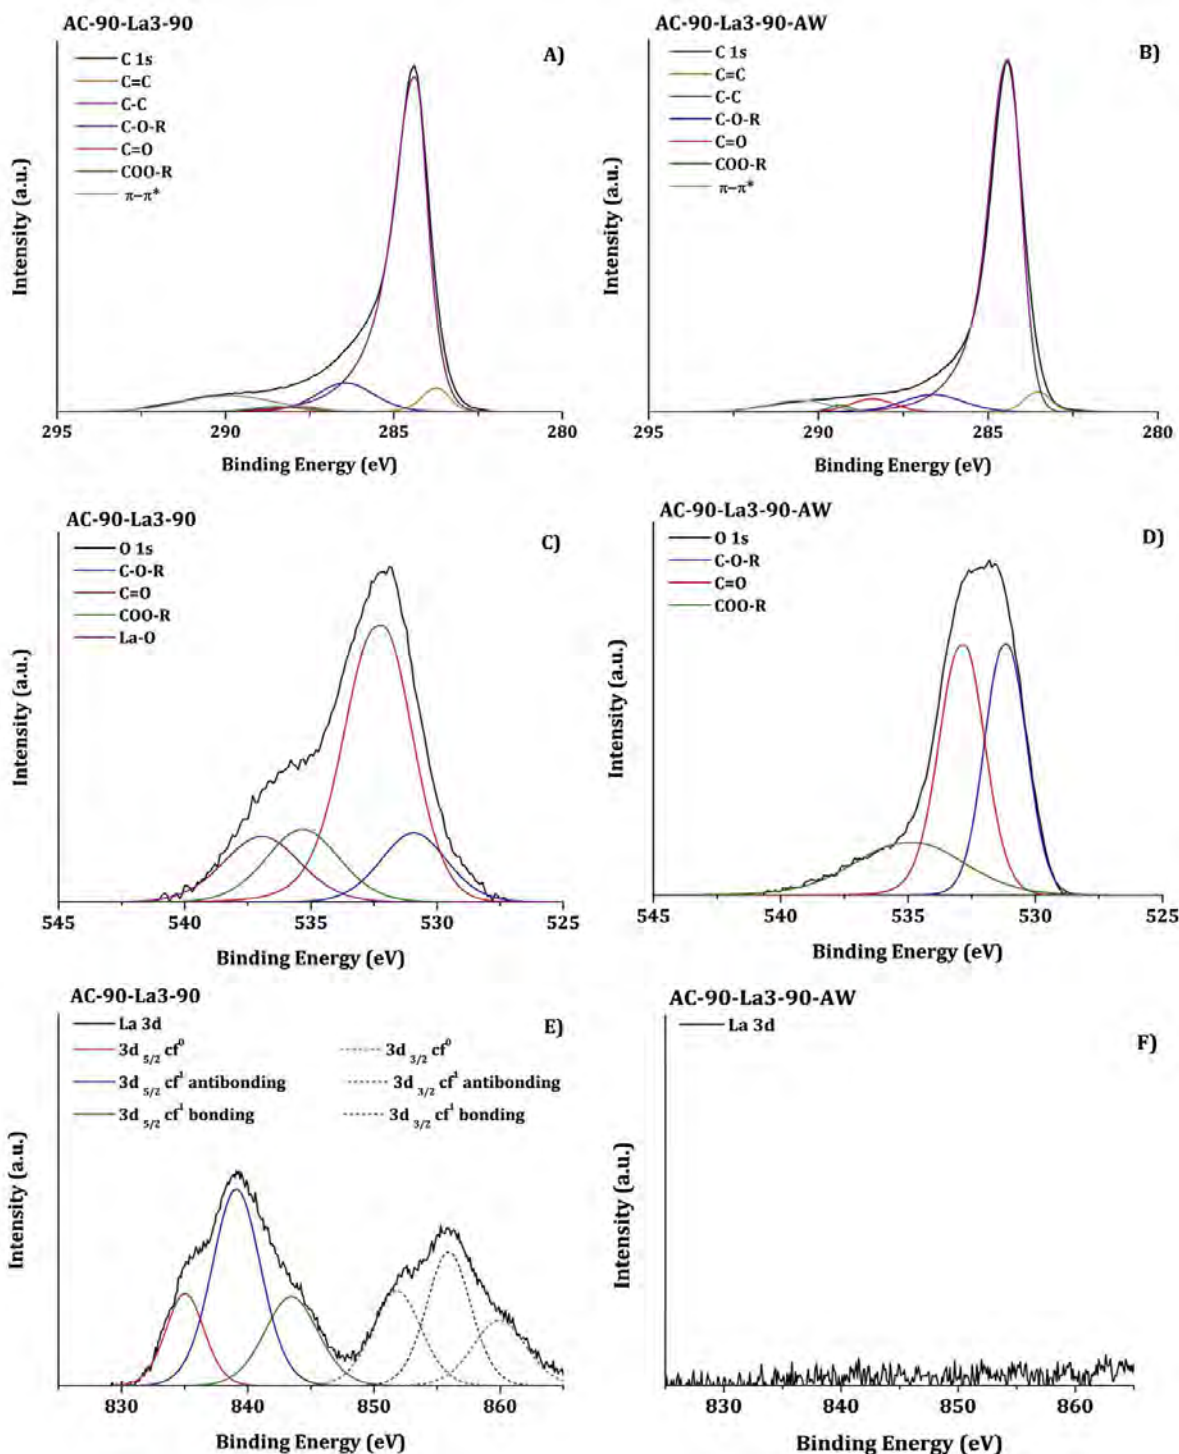 AC-90-La3-90
A)
C 1s
C=C
C-C
C-O-R
C=O
COO-R
π-π*
Intensity (a.u.)
295 290 285 280
Binding Energy (eV)
AC-90-La3-90-AW
B)
C 1s
C=C
C-C
C-O-R
C=O
COO-R
π-π*
Intensity (a.u.)
295 290 285 280
Binding Energy (eV)
AC-90-La3-90
C)
O 1s
C-O-R
C=O
COO-R
La-O
Intensity (a.u.)
545 540 535 530 525
Binding Energy (eV)
AC-90-La3-90-AW
D)
O 1s
C-O-R
C=O
COO-R
Intensity (a.u.)
545 540 535 530 525
Binding Energy (eV)
AC-90-La3-90
E)
La 3d
3d 5/2 cf⁰
3d 5/2 cf¹ antibonding
3d 5/2 cf¹ bonding
3d 3/2 cf⁰
3d 3/2 cf¹ antibonding
3d 3/2 cf¹ bonding
Intensity (a.u.)
830 840 850 860
Binding Energy (eV)
AC-90-La3-90-AW
La 3d
F)
Intensity (a.u.)
830 840 850 860
Binding Energy (eV)